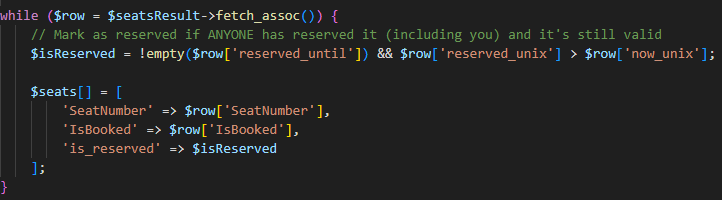 while ($row = $seatsResult->fetch_assoc()) {
    // Mark as reserved if ANYONE has reserved it (including you) and it's still valid
    $isReserved = !empty($row['reserved_until']) && $row['reserved_unix'] > $row['now_unix'];

    $seats[] = [
        'SeatNumber' => $row['SeatNumber'],
        'IsBooked' => $row['IsBooked'],
        'is_reserved' => $isReserved
    ];
}